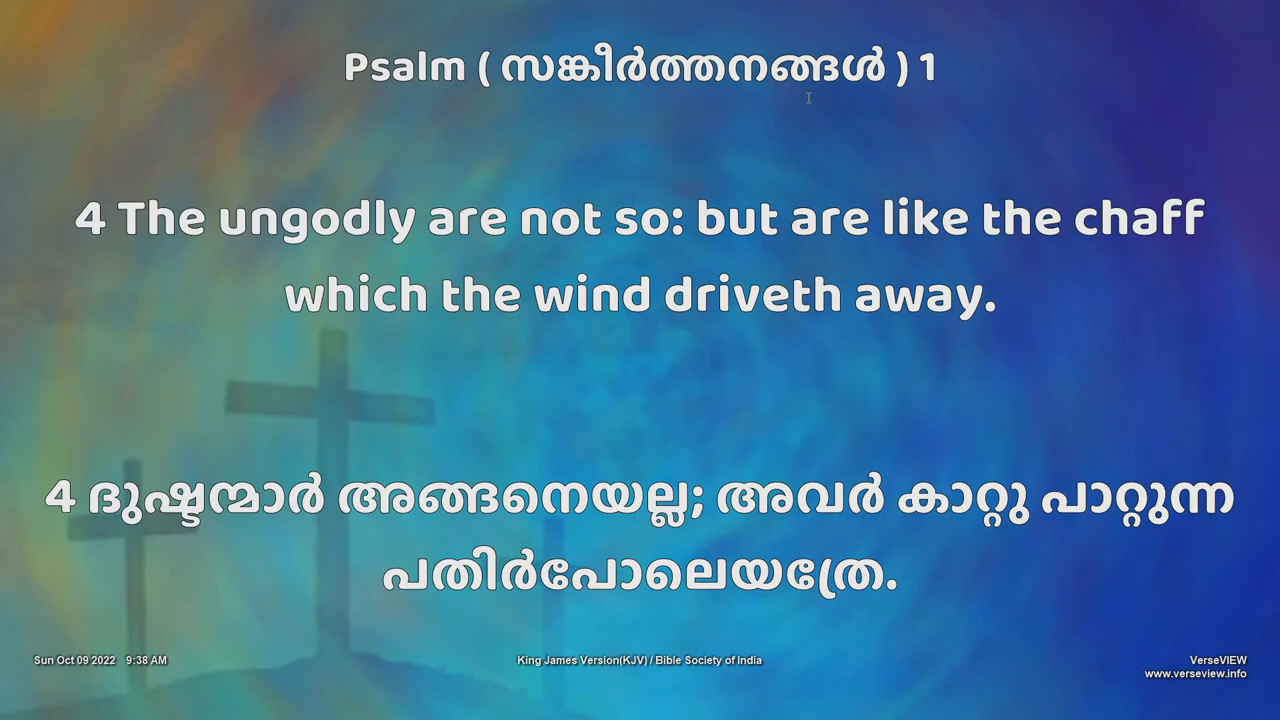 Psalm ( സങ്കീർത്തനങ്ങൾ ) 1
4 The ungodly are not so: but are like the chaff
which the wind driveth away.
4 ദുഷ്ടന്മാർ അങ്ങനെയല്ല; അവർ കാറ്റു പാറ്റുന്ന
പതിർപോലെയത്രേ.
Sun Oct 09 2022 9:38 AM
King James Version(KJV) / Bible Society of India
VerseVIEW
www.verseview.info